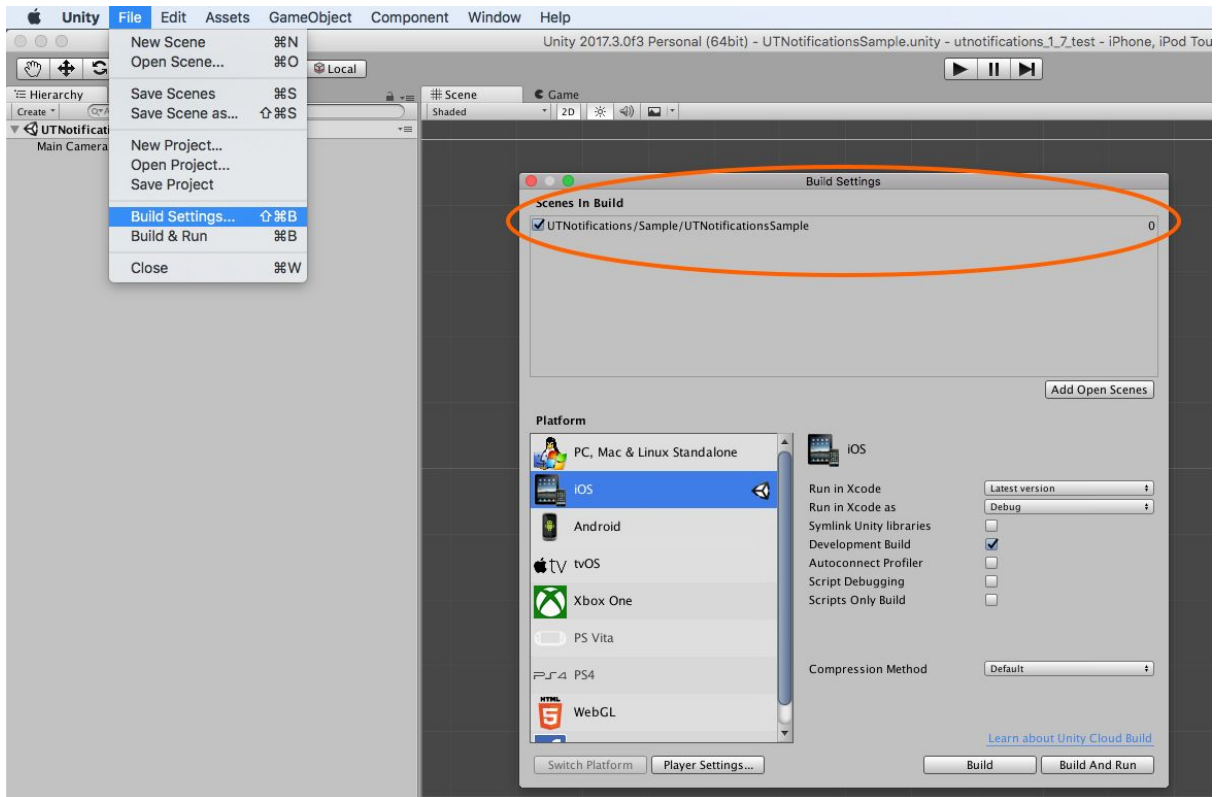 Unity File Edit Assets GameObject Component Window Help
Unity 2017.3.0f3 Personal (64bit) - UTNotificationsSample.unity - utnotifications_1_7_test - iPhone, iPod Tou
New Scene ⌘N
Open Scene... ⌘O
Save Scenes ⌘S
Save Scene as... ⇧⌘S
New Project...
Open Project...
Save Project
Build Settings... ⇧⌘B
Build & Run ⌘B
Close ⌘W
Local
Hierarchy
Create
UTNotificati
Main Camera
Scene Game
Shaded 2D
Build Settings
Scenes In Build
UTNotifications/Sample/UTNotificationsSample 0
Add Open Scenes
Platform
PC, Mac & Linux Standalone
iOS
Android
tv tvOS
Xbox One
PS Vita
PS4 PS4
HTML 5 WebGL
iOS
Run in Xcode Latest version
Run in Xcode as Debug
Symlink Unity libraries
Development Build
Autoconnect Profiler
Script Debugging
Scripts Only Build
Compression Method Default
Learn about Unity Cloud Build
Switch Platform Player Settings... Build Build And Run